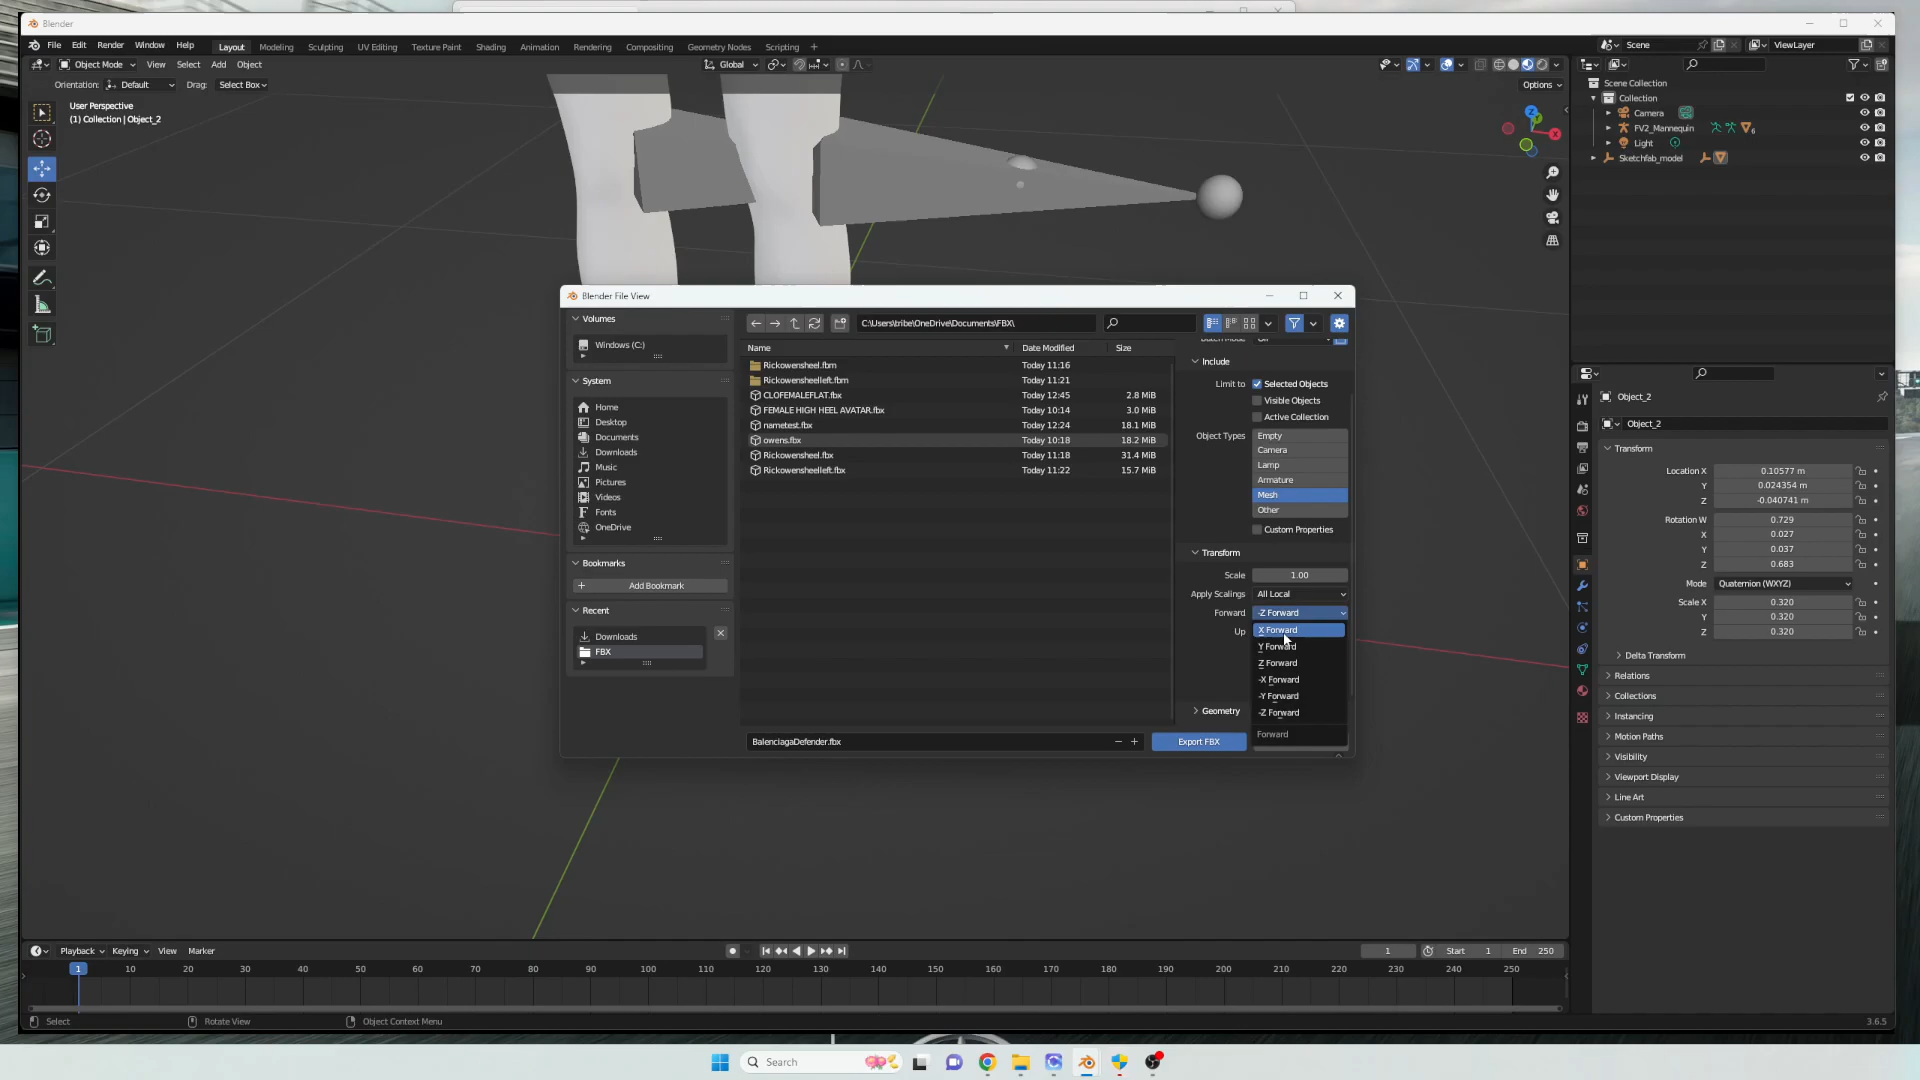 Blender
File Edit Render Window Help Layout Modeling Sculpting UV Editing Texture Paint Shading Animation Rendering Compositing Geometry Nodes Scripting + Scene ViewLayer
Object Mode View Select Add Object Global
Orientation: Default Drag: Select Box Options
User Perspective
(1) Collection | Object_2
Scene Collection
Collection
Camera
FV2_Mannequin 6
Light
Sketchfab_model
Z
X
Blender File View
Volumes
Windows (C:)
System
Home
Desktop
Documents
Downloads
Music
Pictures
Videos
Fonts
OneDrive
Bookmarks
+ Add Bookmark
Recent
Downloads
FBX
C:\Users\tribe\OneDrive\Documents\FBX\
Name Date Modified Size
Rickowensheel.fbm Today 11:16
Rickowensheelleft.fbm Today 11:21
CLOFEMALEFLAT.fbx Today 12:45 2.8 MiB
FEMALE HIGH HEEL AVATAR.fbx Today 10:14 3.0 MiB
nametest.fbx Today 12:24 18.1 MiB
owens.fbx Today 10:18 18.2 MiB
Rickowensheel.fbx Today 11:18 31.4 MiB
Rickowensheelleft.fbx Today 11:22 15.7 MiB
Include
Limit to Selected Objects
Visible Objects
Active Collection
Object Types Empty
Camera
Lamp
Armature
Mesh
Other
Custom Properties
Transform
Scale 1.00
Apply Scalings All Local
Forward -Z Forward
Up X Forward
Y Forward
Z Forward
-X Forward
-Y Forward
-Z Forward
Geometry
Forward
BalenciagaDefender.fbx - + Export FBX
Object_2
Object_2
Transform
Location X 0.10577 m
Y 0.024354 m
Z -0.040741 m
Rotation W 0.729
X 0.027
Y 0.037
Z 0.683
Mode Quaternion (WXYZ)
Scale X 0.320
Y 0.320
Z 0.320
Delta Transform
Relations
Collections
Instancing
Motion Paths
Visibility
Viewport Display
Line Art
Custom Properties
Playback Keying View Marker 1 Start 1 End 250
1 10 20 30 40 50 60 70 80 90 100 110 120 130 140 150 160 170 180 190 200 210 220 230 240 250
Select Rotate View Object Context Menu 3.6.5
Search